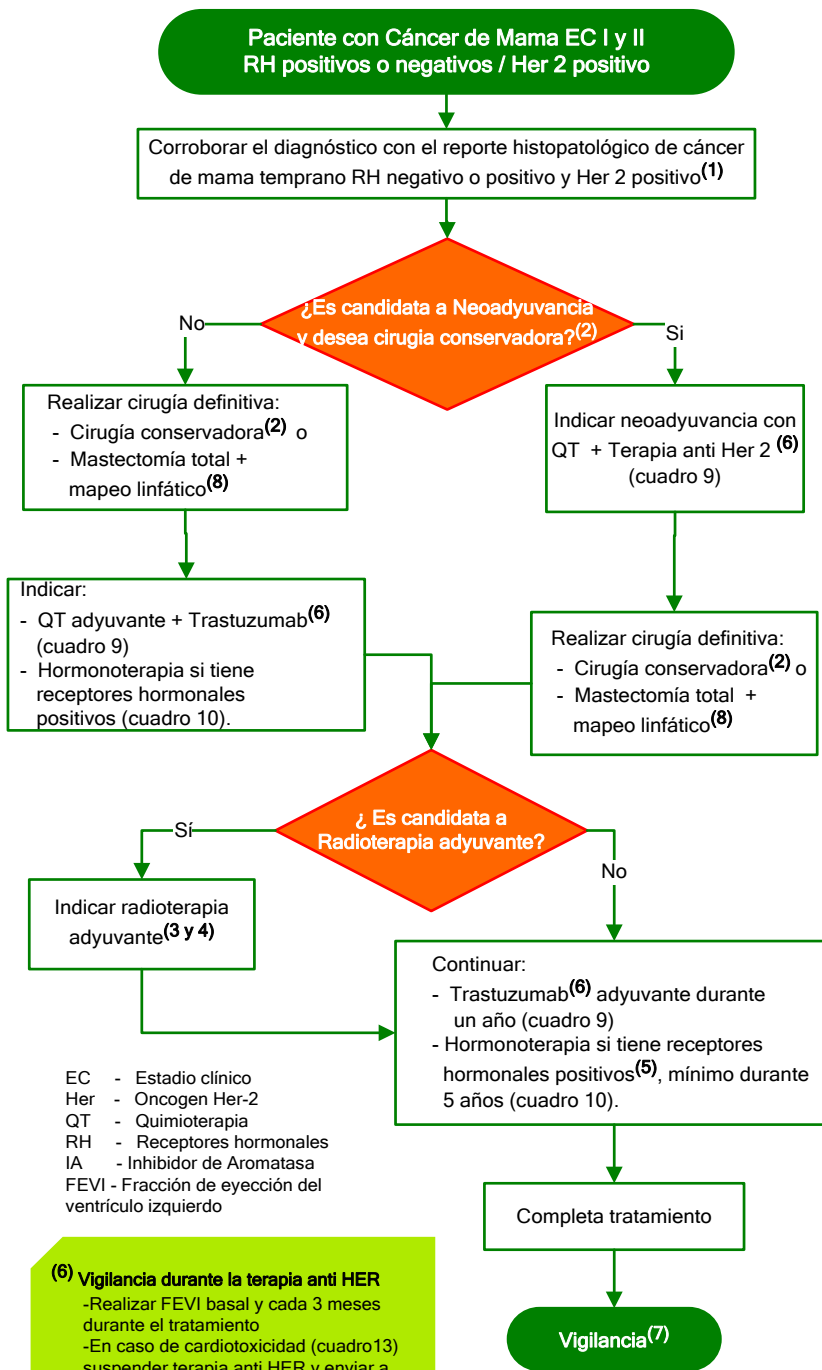 Paciente con Cáncer de Mama EC I y II
RH positivos o negativos / Her 2 positivo
Corroborar el diagnóstico con el reporte histopatológico de cáncer
de mama temprano RH negativo o positivo y Her 2 positivo(1)
¿Es candidata a Neoadyuvancia
y desea cirugia conservadora?(2)
No
Si
Realizar cirugía definitiva:
- Cirugía conservadora(2) o
- Mastectomía total +
mapeo linfático(8)
Indicar neoadyuvancia con
QT + Terapia anti Her 2 (6)
(cuadro 9)
Indicar:
- QT adyuvante + Trastuzumab(6)
(cuadro 9)
- Hormonoterapia si tiene
receptores hormonales
positivos (cuadro 10).
Realizar cirugía definitiva:
- Cirugía conservadora(2) o
- Mastectomía total +
mapeo linfático(8)
¿ Es candidata a
Radioterapia adyuvante?
Sí
No
Indicar radioterapia
adyuvante(3 y 4)
Continuar:
- Trastuzumab(6) adyuvante durante
un año (cuadro 9)
- Hormonoterapia si tiene receptores
hormonales positivos(5), mínimo durante
5 años (cuadro 10).
EC - Estadio clínico
Her - Oncogen Her-2
QT - Quimioterapia
RH - Receptores hormonales
IA - Inhibidor de Aromatasa
FEVI - Fracción de eyección del
ventrículo izquierdo
Completa tratamiento
(6) Vigilancia durante la terapia anti HER
-Realizar FEVI basal y cada 3 meses
durante el tratamiento
-En caso de cardiotoxicidad (cuadro13)
suspender terapia anti HER y enviar a
Vigilancia(7)